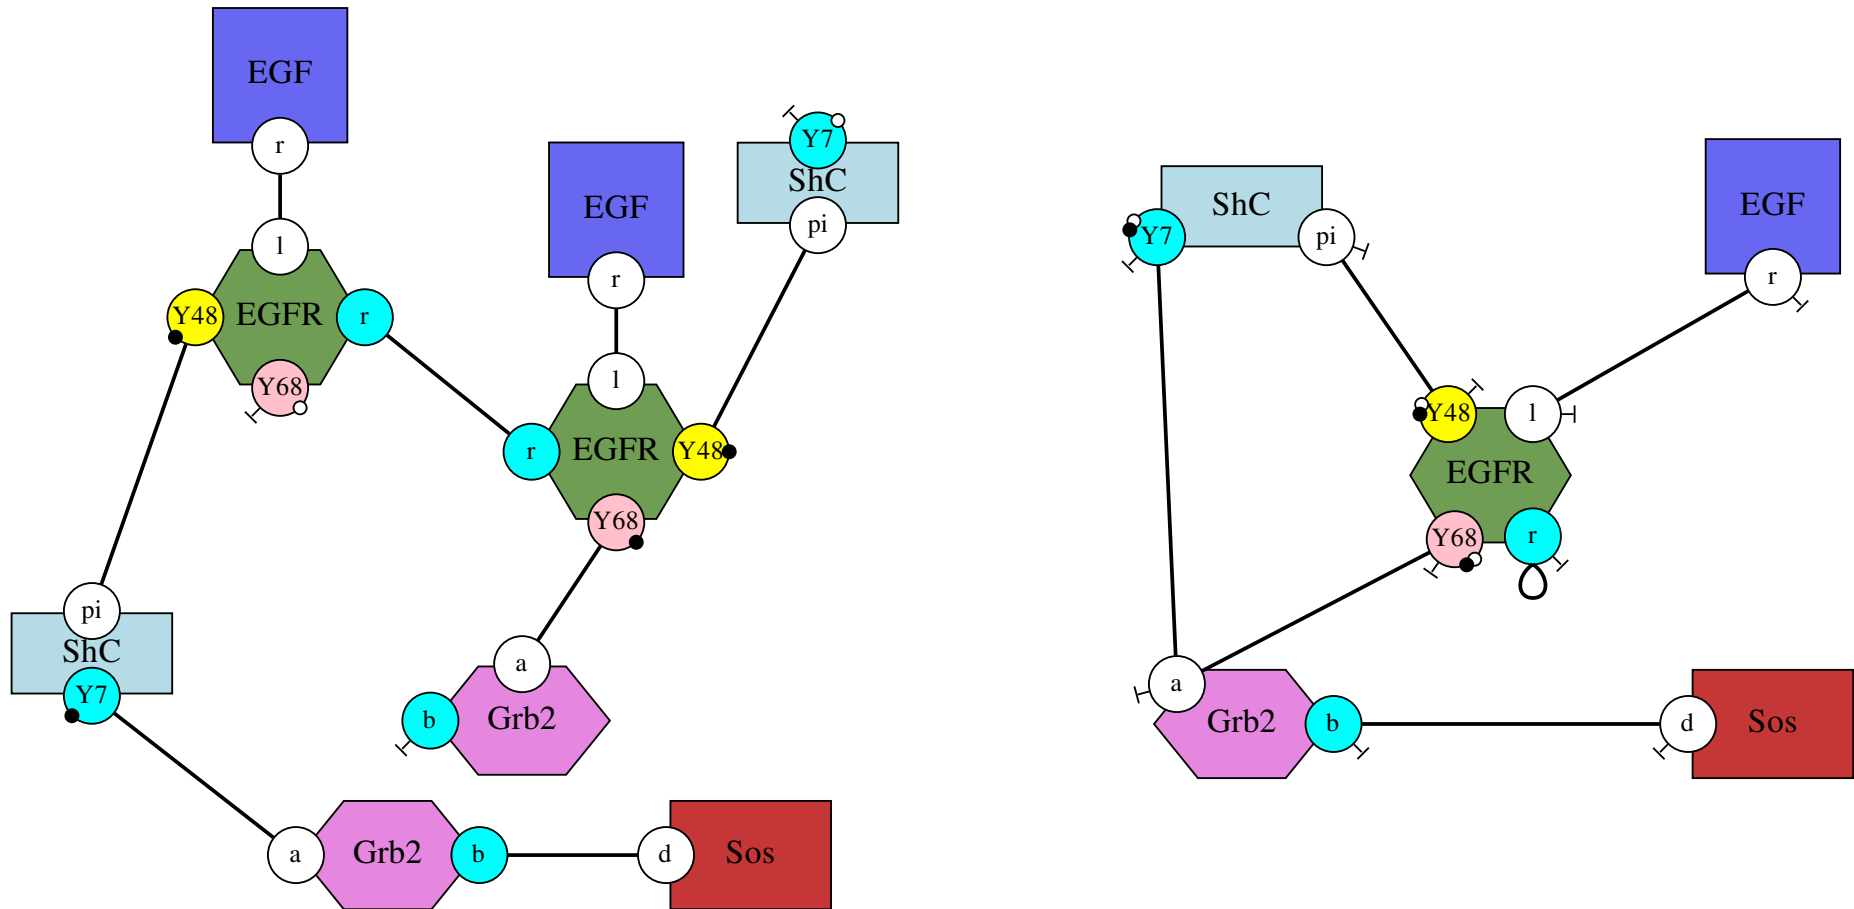 EGF
r
l
Y48
EGFR
r
Y68
EGF
r
l
r
EGFR
Y48
Y68
Y7
ShC
pi
pi
ShC
Y7
a
b
Grb2
a
Grb2
b
d
Sos
ShC
Y7
pi
EGF
r
Y48
l
EGFR
Y68
r
a
Grb2
b
d
Sos